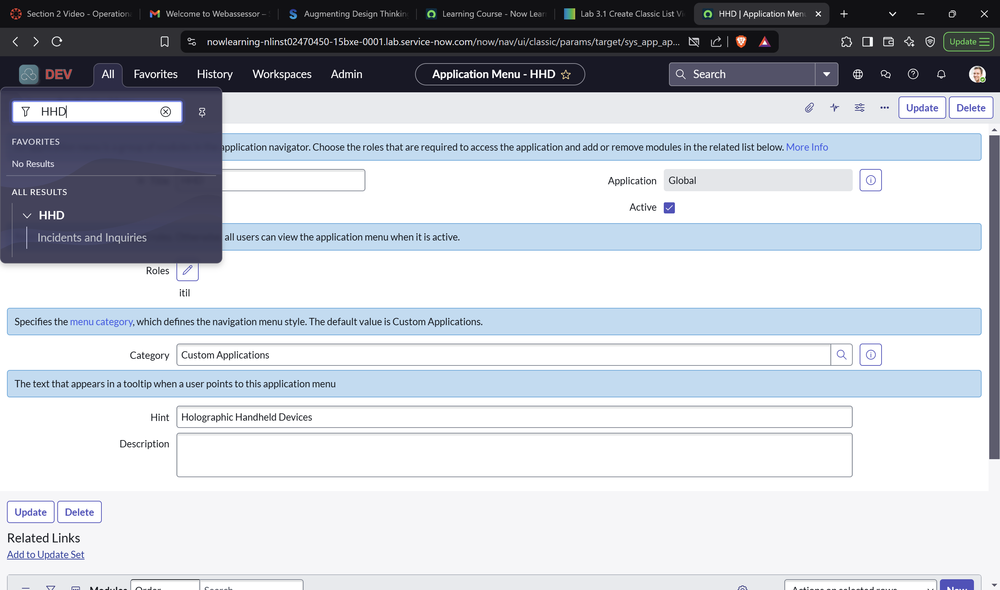 Section 2 Video - Operationa
Welcome to Webassessor –
Augmenting Design Thinking
Learning Course - Now Lear
Lab 3.1 Create Classic List Vi
HHD | Application Menu
nowlearning-nlinst02470450-15bxe-0001.lab.service-now.com/now/nav/ui/classic/params/target/sys_app_ap...
Update
DEV
All
Favorites
History
Workspaces
Admin
Application Menu - HHD
Search
HHD
Update
Delete
FAVORITES
application navigator. Choose the roles that are required to access the application and add or remove modules in the related list below. More Info
No Results
Application
Global
ALL RESULTS
Active
HHD
Incidents and Inquiries
all users can view the application menu when it is active.
Roles
itil
Specifies the menu category, which defines the navigation menu style. The default value is Custom Applications.
Category
Custom Applications
The text that appears in a tooltip when a user points to this application menu
Hint
Holographic Handheld Devices
Description
Update
Delete
Related Links
Add to Update Set
Modules
Order
Search
Actions on selected rows...
New